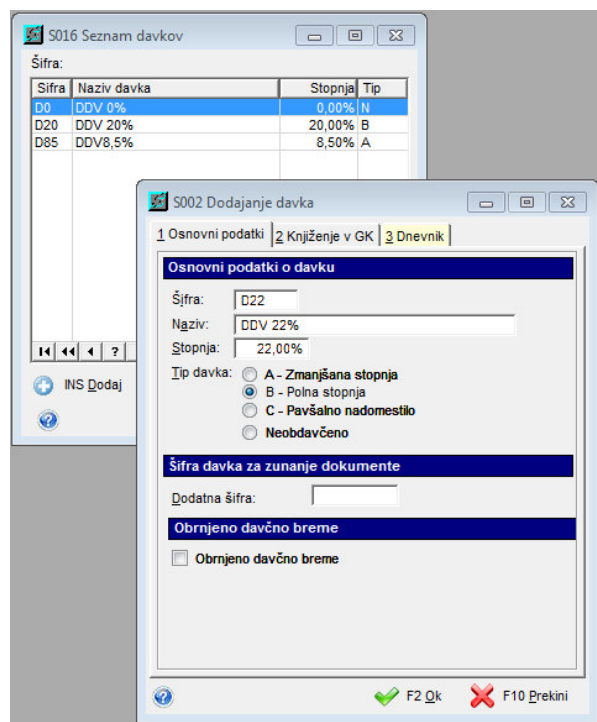 S016 Seznam davkov
Šifra:
Sifra Naziv davka Stopnja Tip
D0 DDV 0% 0,00% N
D20 DDV 20% 20,00% B
D85 DDV8,5% 8,50% A
?
INS Dodaj
S002 Dodajanje davka
1 Osnovni podatki 2 Knjiženje v GK 3 Dnevnik
Osnovni podatki o davku
Šifra: D22
Naziv: DDV 22%
Stopnja: 22,00%
Tip davka: A - Zmanjšana stopnja
B - Polna stopnja
C - Pavšalno nadomestilo
Neobdavčeno
Šifra davka za zunanje dokumente
Dodatna šifra:
Obrnjeno davčno breme
Obrnjeno davčno breme
F2 Ok F10 Prekini